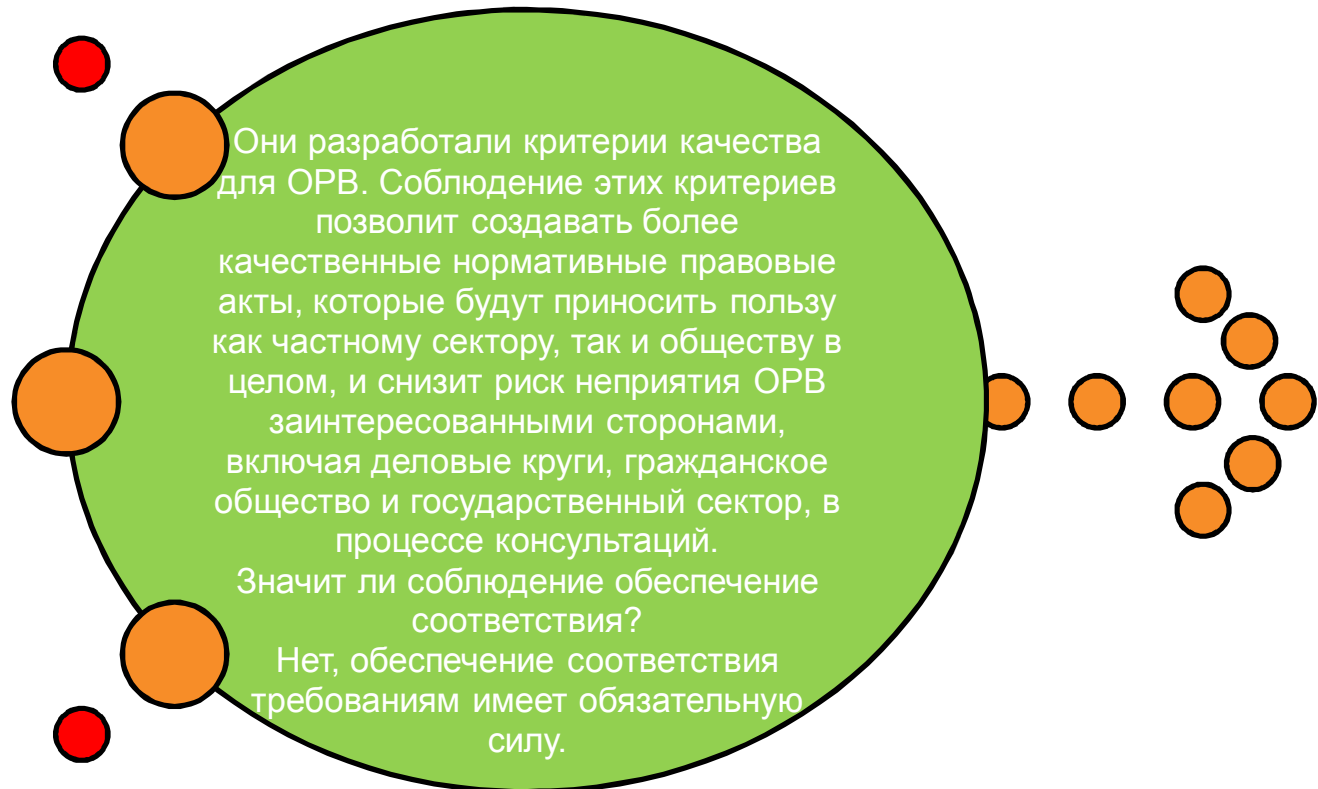 Они разработали критерии качества
для ОРВ. Соблюдение этих критериев
позволит создавать более
качественные нормативные правовые
акты, которые будут приносить пользу
как частному сектору, так и обществу в
целом, и снизит риск неприятия ОРВ
заинтересованными сторонами,
включая деловые круги, гражданское
общество и государственный сектор, в
процессе консультаций.
Значит ли соблюдение обеспечение
соответствия?
Нет, обеспечение соответствия
требованиям имеет обязательную
силу.